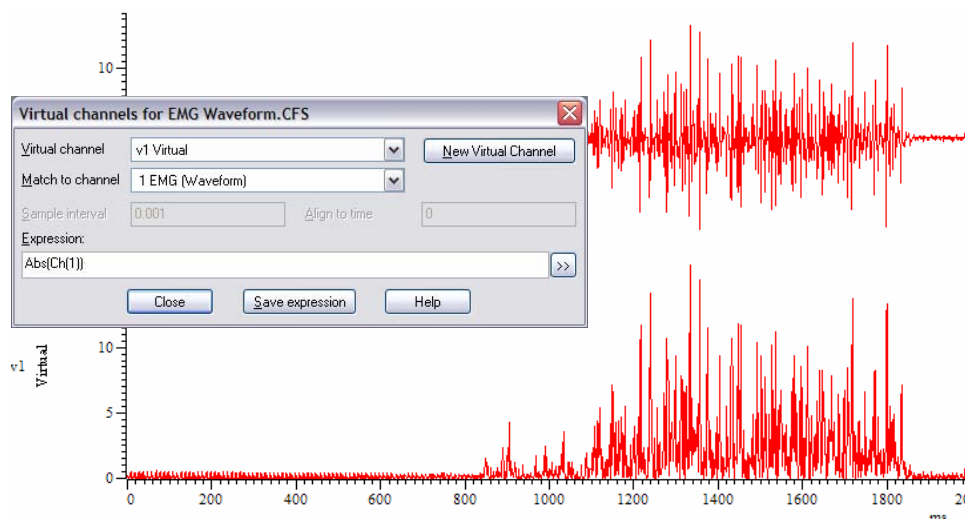 10
Virtual channels for EMG Waveform.CFS
Virtual channel v1 Virtual New Virtual Channel
Match to channel 1 EMG (Waveform)
Sample interval 0.001 Align to time 0
Expression:
Abs(Ch(1)) >>
Close Save expression Help
10
v1 Virtual
5
0
0 200 400 600 800 1000 1200 1400 1600 1800
ms